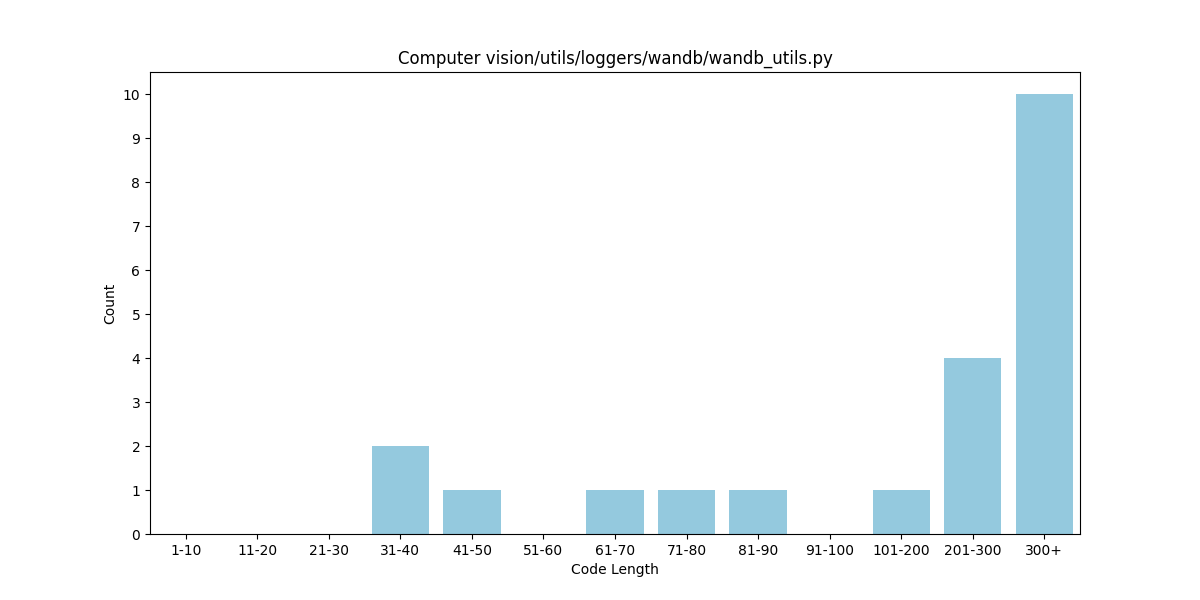 Computer vision/utils/loggers/wandb/wandb_utils.py
10
9
8
7
6
5
4
3
2
1
0
Count
1-10 11-20 21-30 31-40 41-50 51-60 61-70 71-80 81-90 91-100 101-200 201-300 300+
Code Length